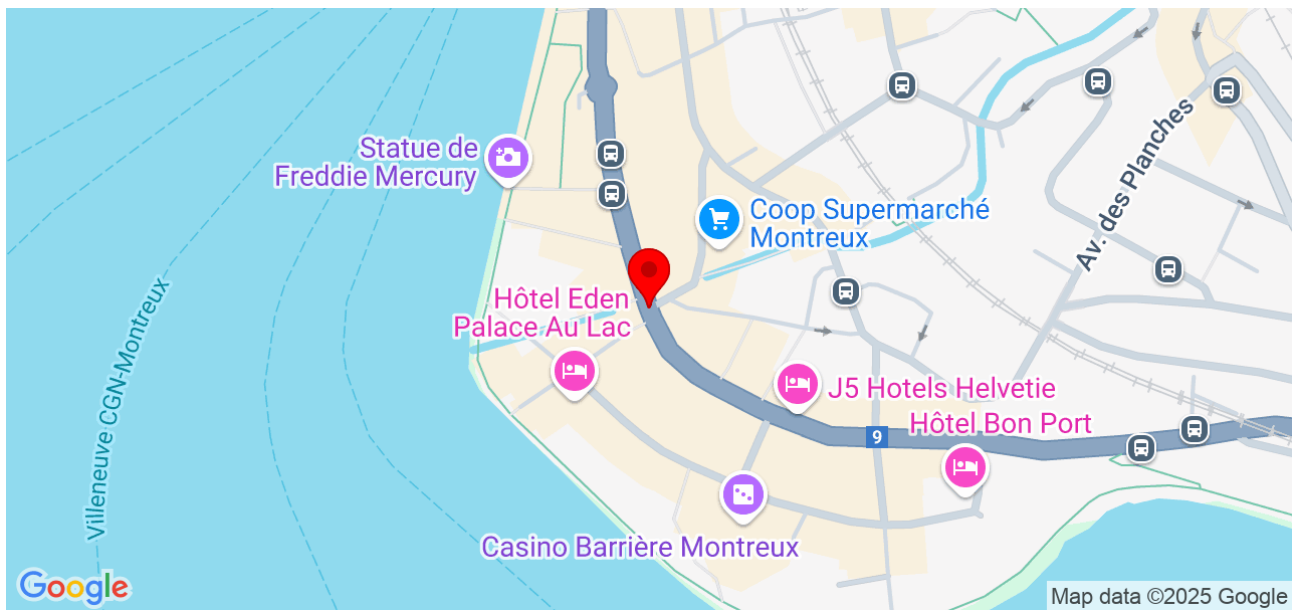 Statue de
Freddie Mercury
Coop Supermarché
Montreux
Av. des Planches
Hôtel Eden
Palace Au Lac
J5 Hotels Helvetie
Hôtel Bon Port
9
Villeneuve CGN-Montreux
Casino Barrière Montreux
Google
Map data ©2025 Google